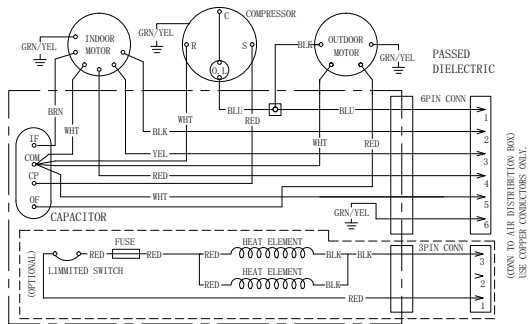 GRN/YEL
INDOOR
MOTOR
GRN/YEL
COMPRESSOR
C
R
S
O.L
BLK
OUTDOOR
MOTOR
GRN/YEL
PASSED
DIELECTRIC
BRN
WHT
WHT
RED
WHT
RED
BLU
BLU
6PIN CONN
1
BLK
2
YEL
3
RED
4
WHT
5
GRN/YEL
6
IF
COM
CP
OF
CAPACITOR
(OPTIONAL)
RED
FUSE
RED
LIMMITED SWITCH
RED
HEAT ELEMENT
BLK
BLK
RED
HEAT ELEMENT
BLK
RED
3PIN CONN
3
2
1
(CONN TO AIR DISTRIBUTION BOX)
USE COPPER CONDUCTORS ONLY.